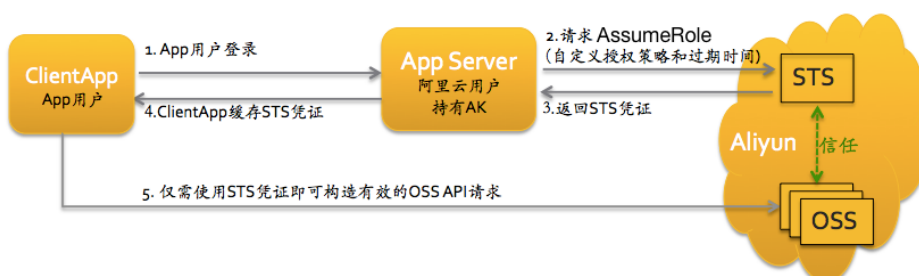 1. App用户登录
2.请求 AssumeRole
(自定义授权策略和过期时间)
ClientApp
App用户
App Server
阿里云用户
持有AK
STS
4.ClientApp缓存STS凭证
3.返回STS凭证
Aliyun
信任
5. 仅需使用STS凭证即可构造有效的OSS API请求
OSS